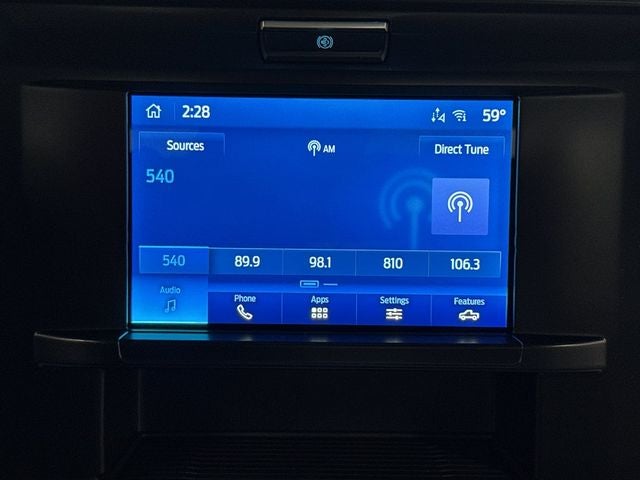 2:28 59°
Sources AM Direct Tune
540
540 89.9 98.1 810 106.3
Audio Phone Apps Settings Features